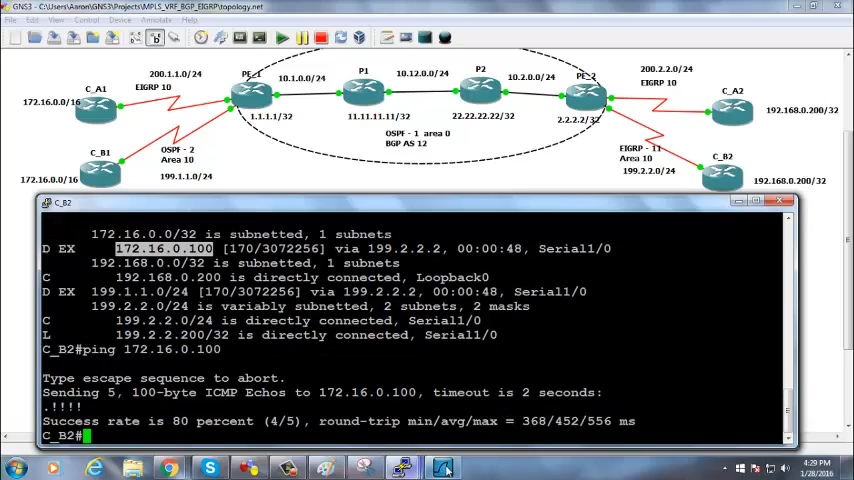 GNS3 - C:\Users\Aaron\GNS3\Projects\MPLS_VRF_BGP_EIGRP\topology.net
File Edit View Control Device Annotate Help
200.1.1.0/24
EIGRP 10
C_A1
172.16.0.0/16
PE_1
10.1.0.0/24
P1
10.12.0.0/24
P2
10.2.0.0/24
PE_2
200.2.2.0/24
EIGRP 10
C_A2
192.168.0.200/32
1.1.1.1/32
11.11.11.11/32
22.22.22.22/32
2.2.2.2/32
OSPF - 1 area 0
BGP AS 12
C_B1
172.16.0.0/16
OSPF - 2
Area 10
199.1.1.0/24
EIGRP - 11
Area 10
199.2.2.0/24
C_B2
192.168.0.200/32
C_B2
172.16.0.0/32 is subnetted, 1 subnets
D EX 172.16.0.100 [170/3072256] via 199.2.2.2, 00:00:48, Serial1/0
192.168.0.0/32 is subnetted, 1 subnets
C 192.168.0.200 is directly connected, Loopback0
D EX 199.1.1.0/24 [170/3072256] via 199.2.2.2, 00:00:48, Serial1/0
199.2.2.0/24 is variably subnetted, 2 subnets, 2 masks
C 199.2.2.0/24 is directly connected, Serial1/0
L 199.2.2.200/32 is directly connected, Serial1/0
C_B2#ping 172.16.0.100
Type escape sequence to abort.
Sending 5, 100-byte ICMP Echos to 172.16.0.100, timeout is 2 seconds:
.!!!!
Success rate is 80 percent (4/5), round-trip min/avg/max = 368/452/556 ms
C_B2#
4:29 PM
1/28/2016